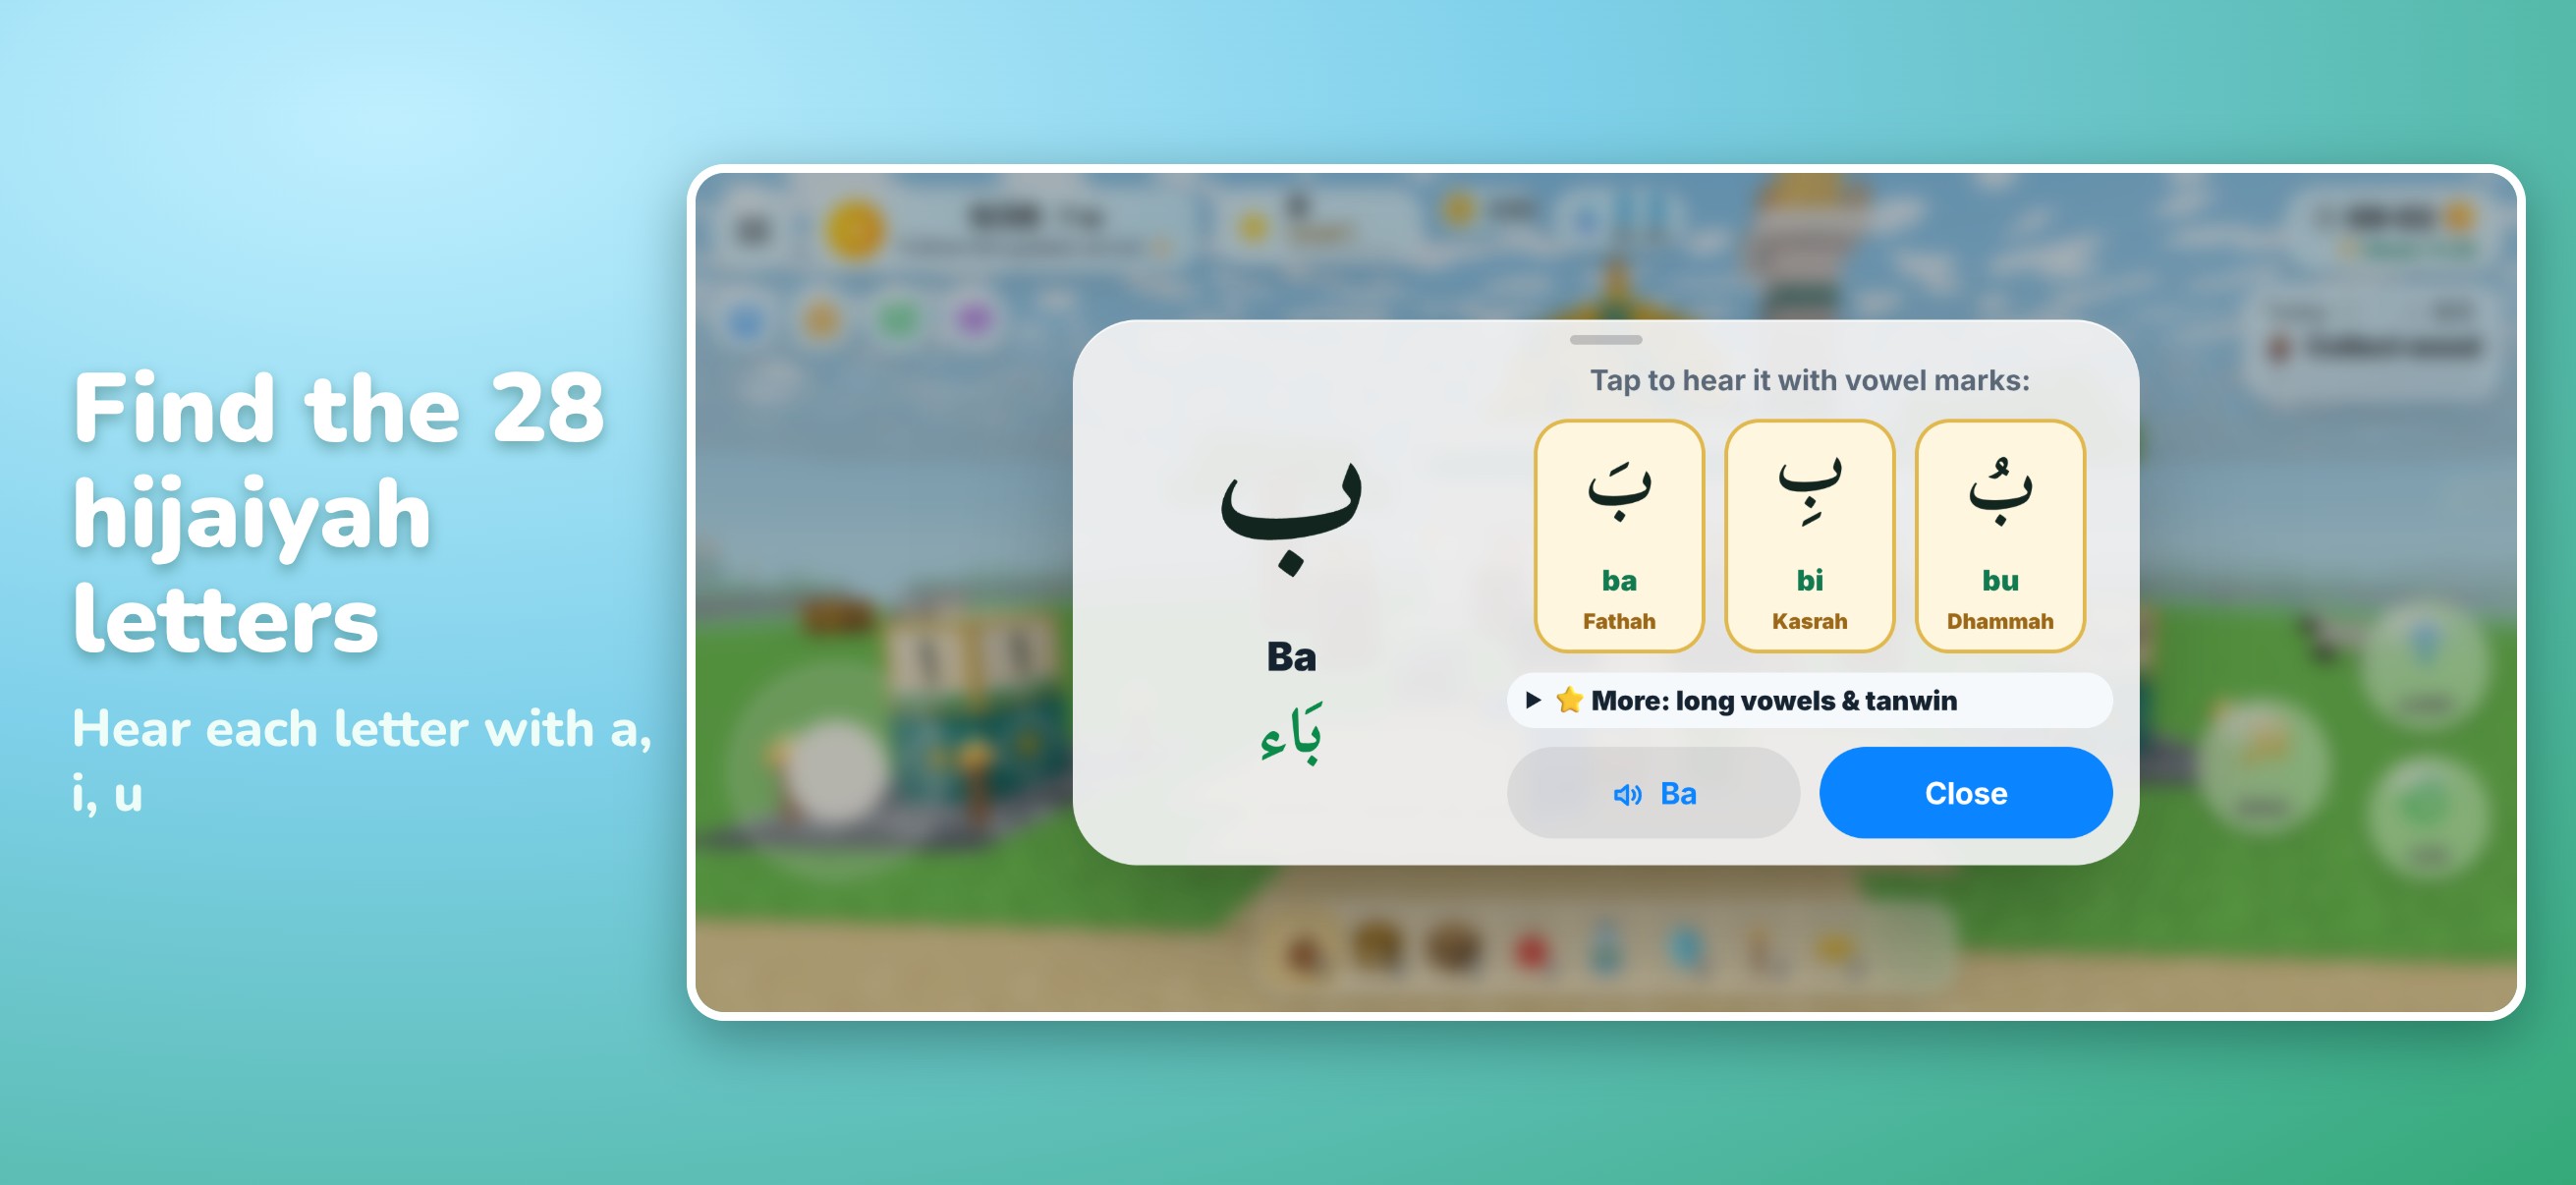 Find the 28
hijaiyah
letters
Hear each letter with a,
i, u
ب
Ba
بَاء
Tap to hear it with vowel marks:
بَ
ba
Fathah
بِ
bi
Kasrah
بُ
bu
Dhammah
More: long vowels & tanwin
Ba
Close